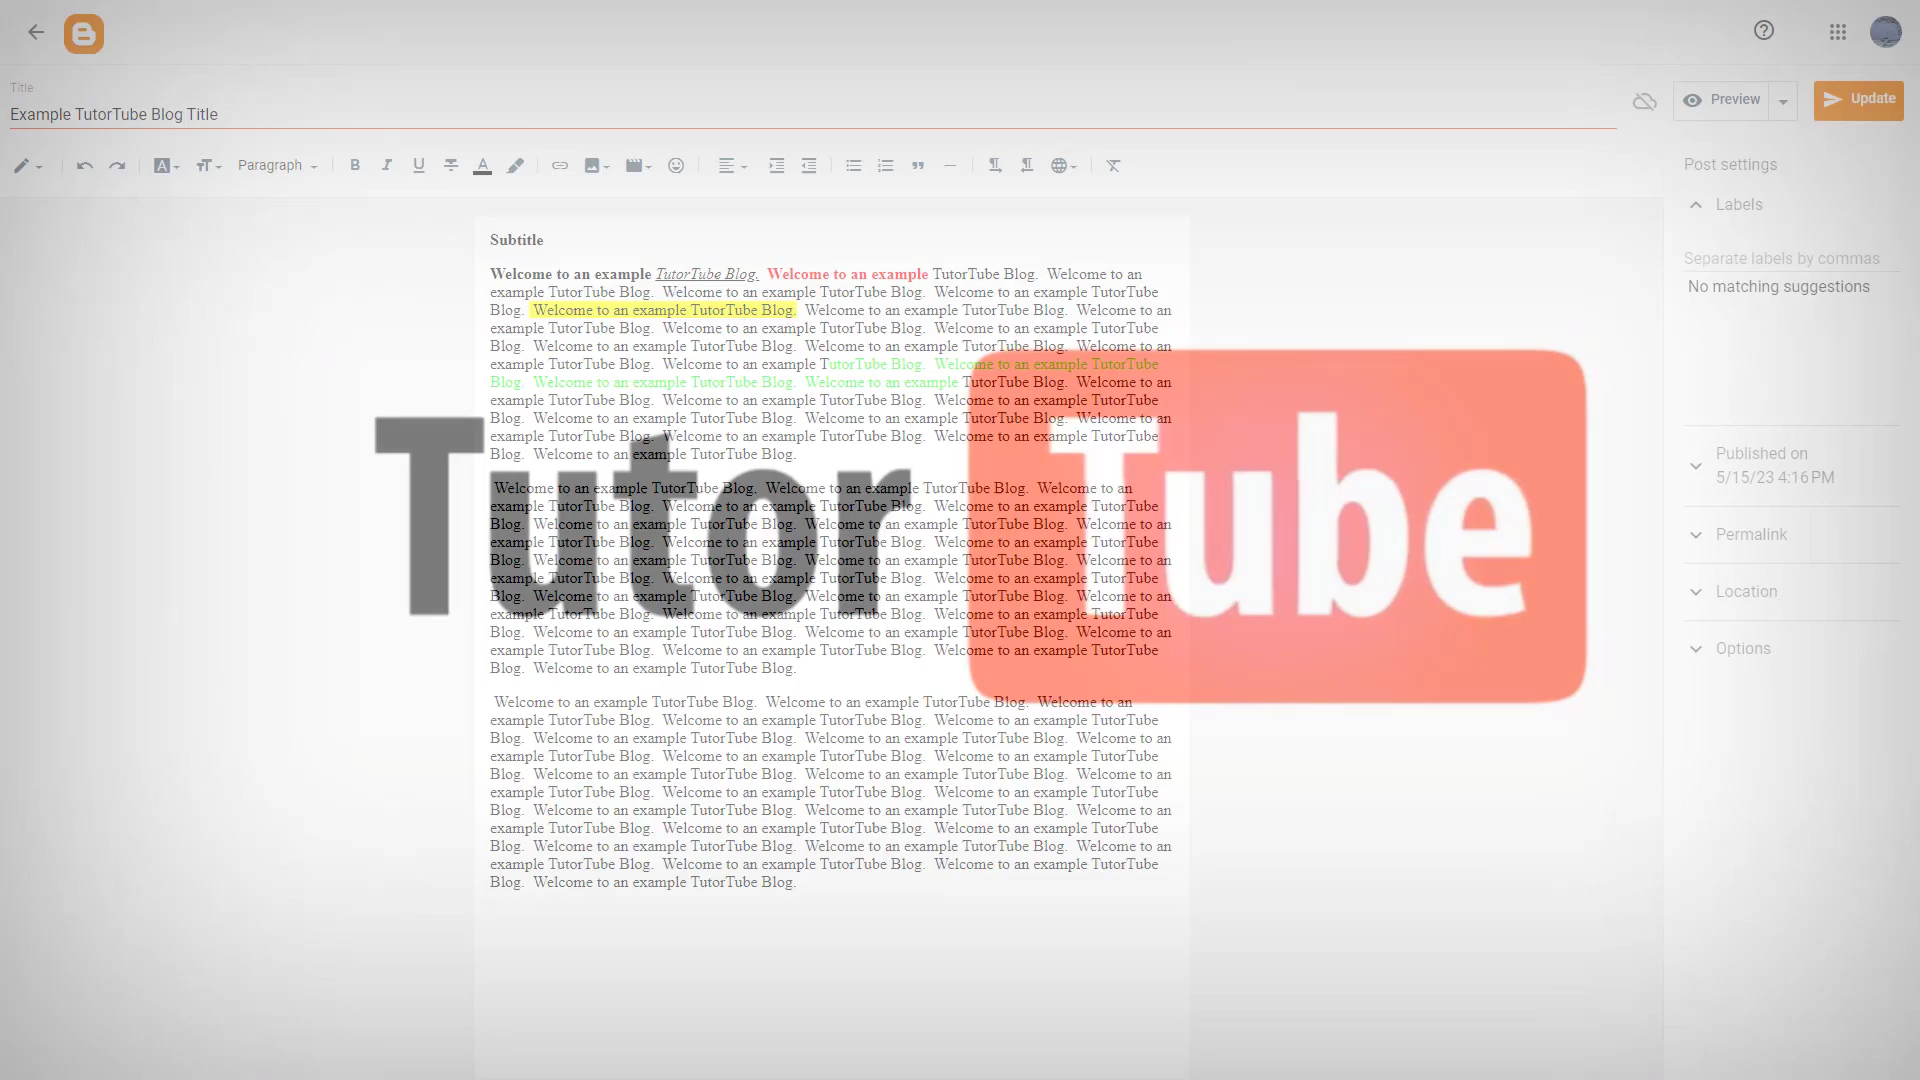 Title
Example TutorTube Blog Title
Preview
Update
Paragraph
Post settings
Labels
Separate labels by commas
No matching suggestions
Published on
5/15/23 4:16 PM
Permalink
Location
Options
Subtitle
Welcome to an example TutorTube Blog.  Welcome to an example TutorTube Blog.  Welcome to an
example TutorTube Blog.  Welcome to an example TutorTube Blog.  Welcome to an example TutorTube
Blog.  Welcome to an example TutorTube Blog.  Welcome to an example TutorTube Blog.  Welcome to an
example TutorTube Blog.  Welcome to an example TutorTube Blog.  Welcome to an example TutorTube
Blog.  Welcome to an example TutorTube Blog.  Welcome to an example TutorTube Blog.  Welcome to an
example TutorTube Blog.  Welcome to an example TutorTube Blog.  Welcome to an example TutorTube
Blog.  Welcome to an example TutorTube Blog.  Welcome to an example TutorTube Blog.  Welcome to an
example TutorTube Blog.  Welcome to an example TutorTube Blog.  Welcome to an example TutorTube
Blog.  Welcome to an example TutorTube Blog.  Welcome to an example TutorTube Blog.  Welcome to an
example TutorTube Blog.  Welcome to an example TutorTube Blog.  Welcome to an example TutorTube
Blog.  Welcome to an example TutorTube Blog.
Welcome to an example TutorTube Blog.  Welcome to an example TutorTube Blog.  Welcome to an
example TutorTube Blog.  Welcome to an example TutorTube Blog.  Welcome to an example TutorTube
Blog.  Welcome to an example TutorTube Blog.  Welcome to an example TutorTube Blog.  Welcome to an
example TutorTube Blog.  Welcome to an example TutorTube Blog.  Welcome to an example TutorTube
Blog.  Welcome to an example TutorTube Blog.  Welcome to an example TutorTube Blog.  Welcome to an
example TutorTube Blog.  Welcome to an example TutorTube Blog.  Welcome to an example TutorTube
Blog.  Welcome to an example TutorTube Blog.  Welcome to an example TutorTube Blog.  Welcome to an
example TutorTube Blog.  Welcome to an example TutorTube Blog.  Welcome to an example TutorTube
Blog.  Welcome to an example TutorTube Blog.  Welcome to an example TutorTube Blog.  Welcome to an
example TutorTube Blog.  Welcome to an example TutorTube Blog.  Welcome to an example TutorTube
Blog.  Welcome to an example TutorTube Blog.
Welcome to an example TutorTube Blog.  Welcome to an example TutorTube Blog.  Welcome to an
example TutorTube Blog.  Welcome to an example TutorTube Blog.  Welcome to an example TutorTube
Blog.  Welcome to an example TutorTube Blog.  Welcome to an example TutorTube Blog.  Welcome to an
example TutorTube Blog.  Welcome to an example TutorTube Blog.  Welcome to an example TutorTube
Blog.  Welcome to an example TutorTube Blog.  Welcome to an example TutorTube Blog.  Welcome to an
example TutorTube Blog.  Welcome to an example TutorTube Blog.  Welcome to an example TutorTube
Blog.  Welcome to an example TutorTube Blog.  Welcome to an example TutorTube Blog.  Welcome to an
example TutorTube Blog.  Welcome to an example TutorTube Blog.  Welcome to an example TutorTube
Blog.  Welcome to an example TutorTube Blog.  Welcome to an example TutorTube Blog.  Welcome to an
example TutorTube Blog.  Welcome to an example TutorTube Blog.  Welcome to an example TutorTube
Blog.  Welcome to an example TutorTube Blog.
Tutor Tube